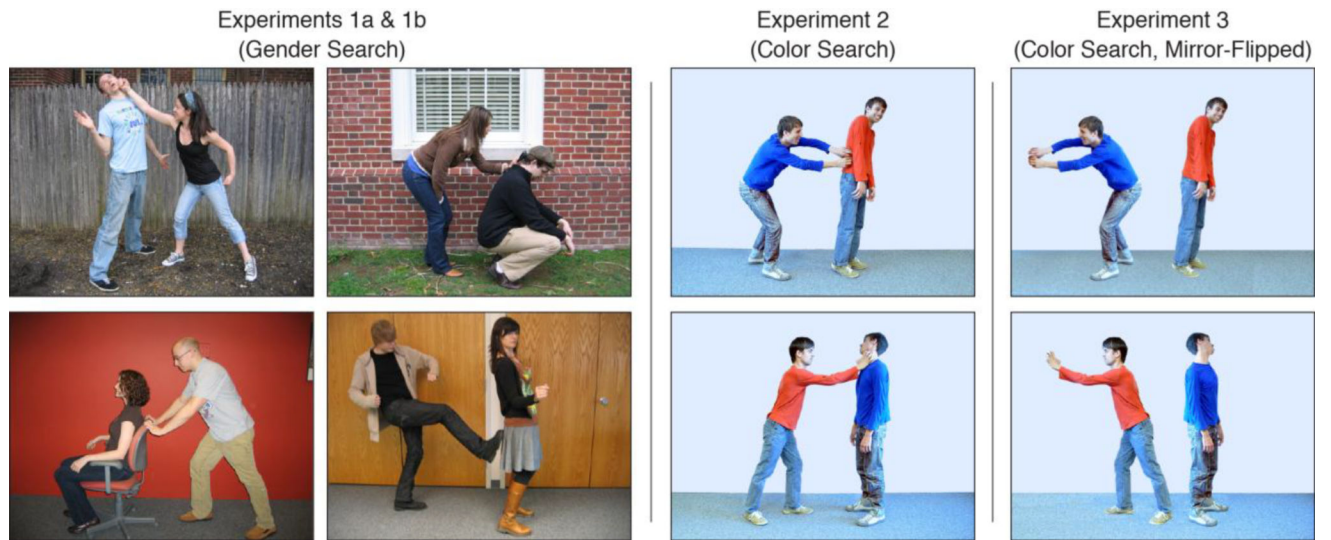 Experiments 1a & 1b
(Gender Search)
Experiment 2
(Color Search)
Experiment 3
(Color Search, Mirror-Flipped)